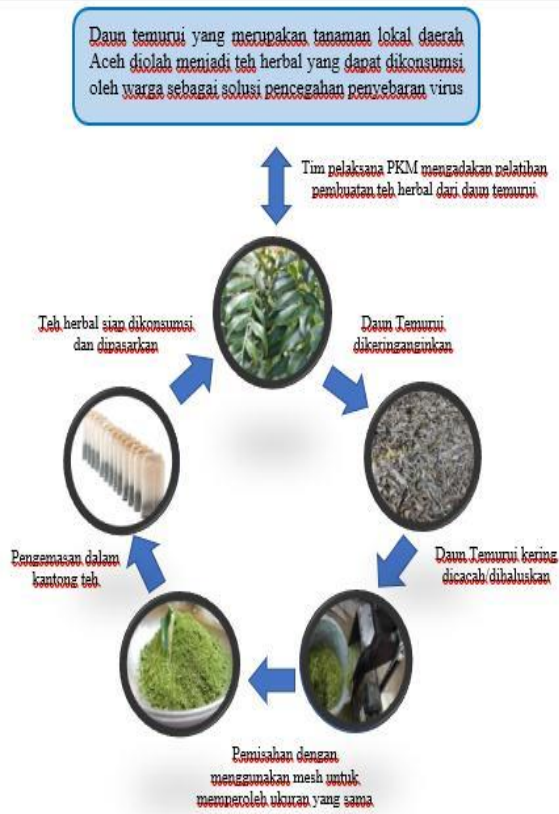 Daun temurui yang merupakan tanaman lokal daerah
Aceh diolah menjadi teh herbal yang dapat dikonsumsi
oleh warga sebagai solusi pencegahan penyebaran virus
Tim pelaksana PKM mengadakan pelatihan
pembuatan teh herbal dari daun temurui
Teh herbal siap dikonsumsi
dan dipasarkan
Daun Temurui
dikeringanginkan
Pengemasan dalam
kantong teh
Daun Temurui kering
dicacah/dihaluskan
Pemisahan dengan
menggunakan mesh untuk
memperoleh ukuran yang sama